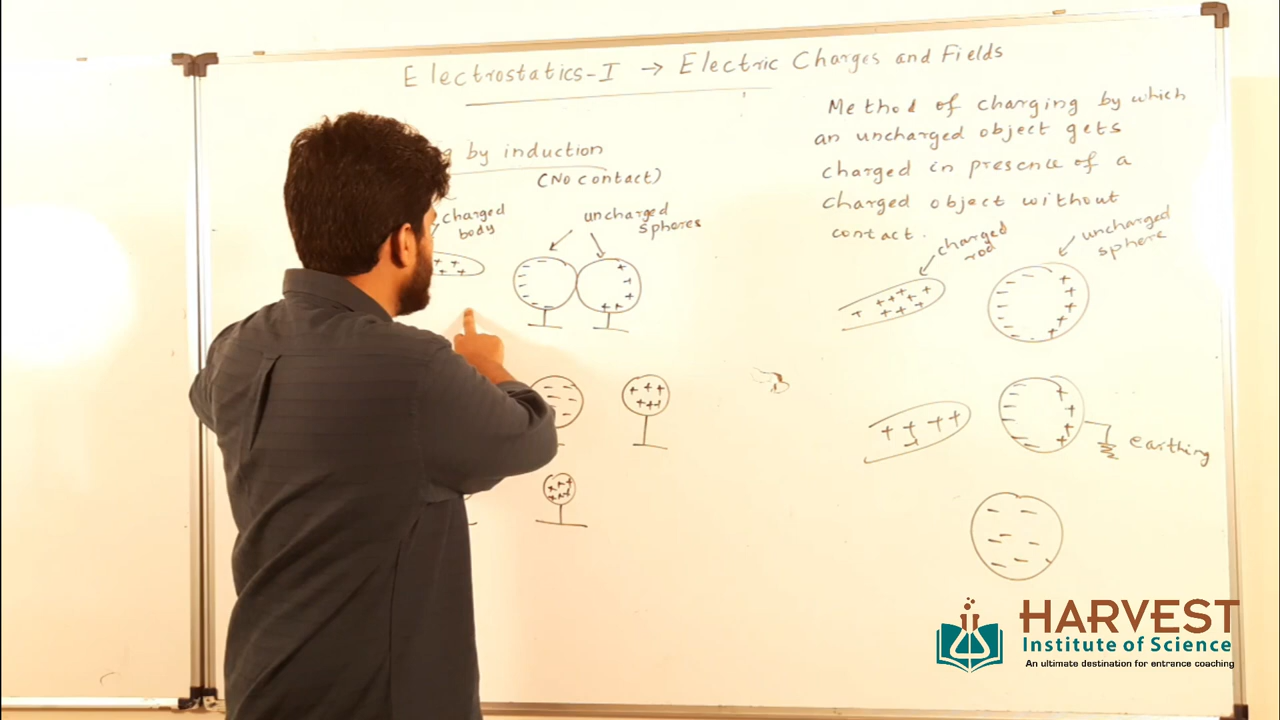 Electrostatics-I → Electric Charges and Fields
by induction
(No contact)
charged
body
uncharged
spheres
Method of charging by which
an uncharged object gets
charged in presence of a
charged object without
contact.
charged
rod
uncharged
sphere
earthing
HARVEST
Institute of Science
An ultimate destination for entrance coaching